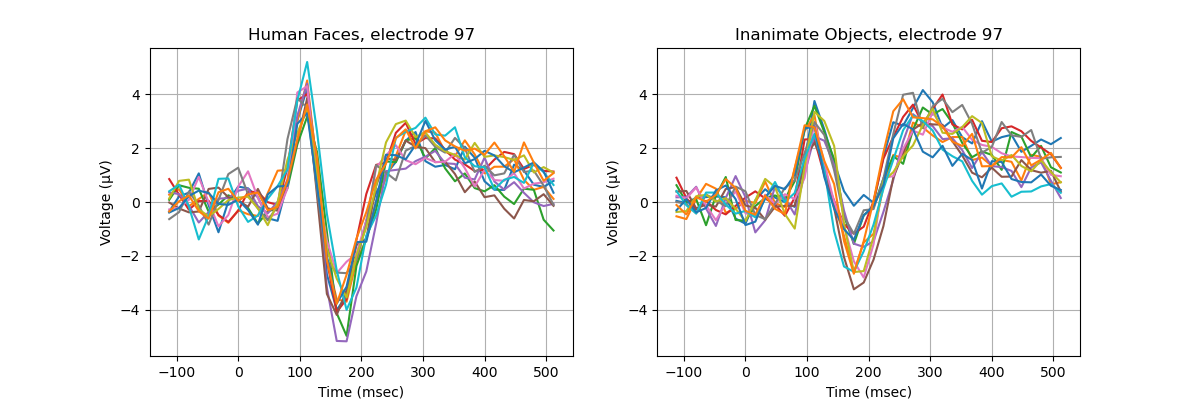 Human Faces, electrode 97
Voltage (µV)
4
2
0
−2
−4
−100 0 100 200 300 400 500
Time (msec)
Inanimate Objects, electrode 97
Voltage (µV)
4
2
0
−2
−4
−100 0 100 200 300 400 500
Time (msec)